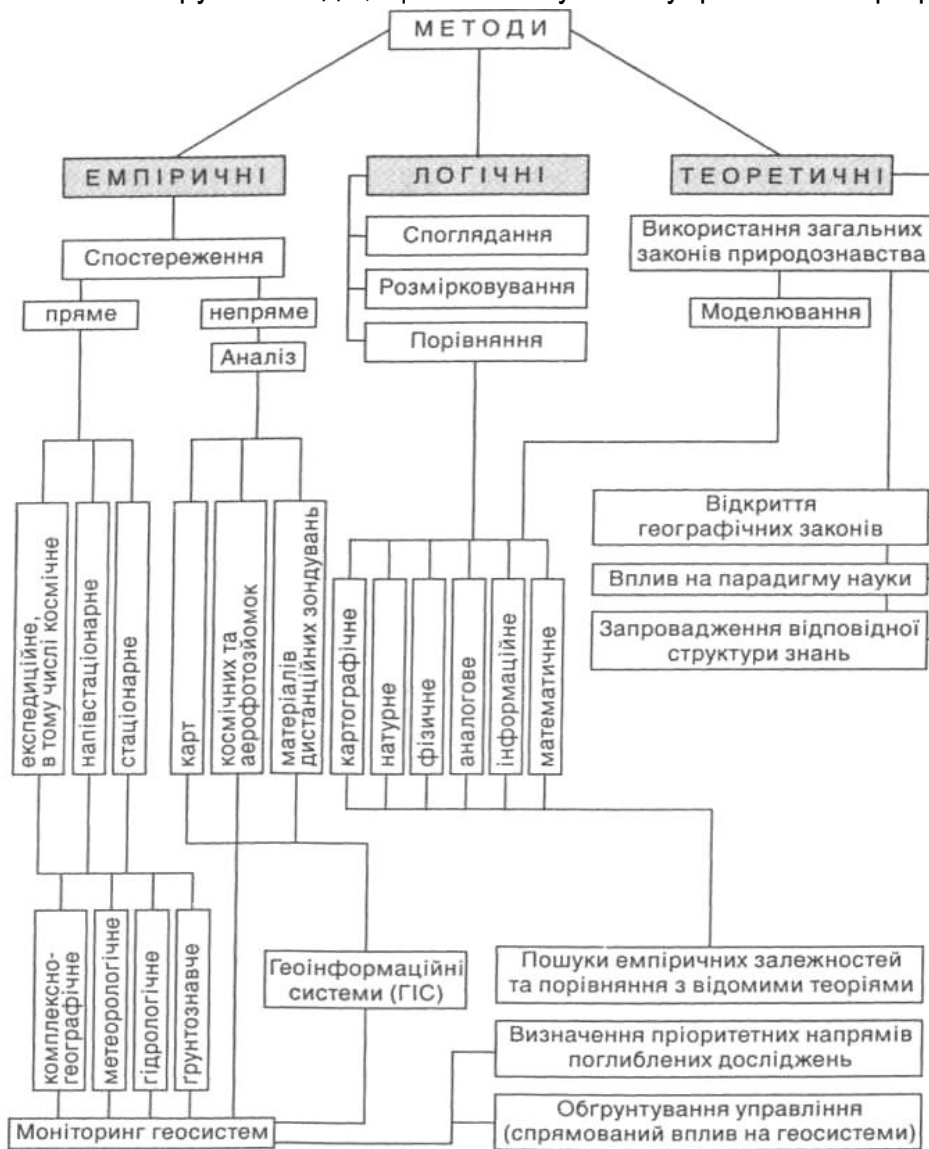 МЕТОДИ
ЕМПІРИЧНІ
ЛОГІЧНІ
ТЕОРЕТИЧНІ
Спостереження
пряме
непряме
Аналіз
Споглядання
Розмірковування
Порівняння
Використання загальних
законів природознавства
Моделювання
Відкриття
географічних законів
Вплив на парадигму науки
Запровадження відповідної
структури знань
експедиційне,
в тому числі космічне
напівстаціонарне
стаціонарне
карт
космічних та
аерофотозйомок
матеріалів
дистанційних зондувань
картографічне
натурне
фізичне
аналогове
інформаційне
математичне
комплексно-
географічне
метеорологічне
гідрологічне
ґрунтознавче
Геоінформаційні
системи (ГІС)
Пошуки емпіричних залежностей
та порівняння з відомими теоріями
Визначення пріоритетних напрямів
поглиблених досліджень
Обґрунтування управління
(спрямований вплив на геосистеми)
Моніторинг геосистем